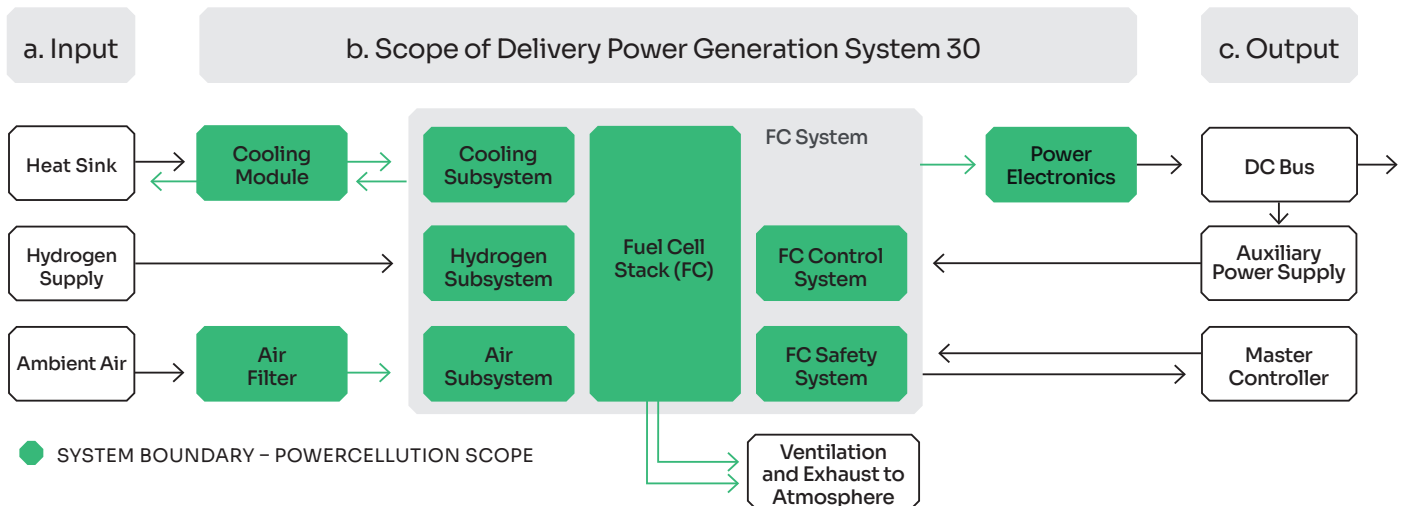 a. Input
b. Scope of Delivery Power Generation System 30
c. Output
Heat Sink
Cooling
Module
Cooling
Subsystem
FC System
Power
Electronics
DC Bus
Hydrogen
Supply
Hydrogen
Subsystem
Fuel Cell
Stack (FC)
FC Control
System
Auxiliary
Power Supply
Ambient Air
Air
Filter
Air
Subsystem
FC Safety
System
Master
Controller
SYSTEM BOUNDARY – POWERCELLUTION SCOPE
Ventilation
and Exhaust to
Atmosphere